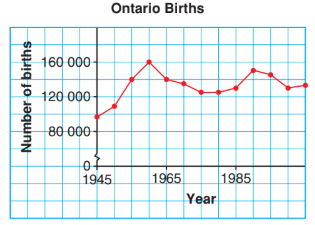 Ontario Births
Number of births
160 000
120 000
80 000
0
1945 1965 1985
Year